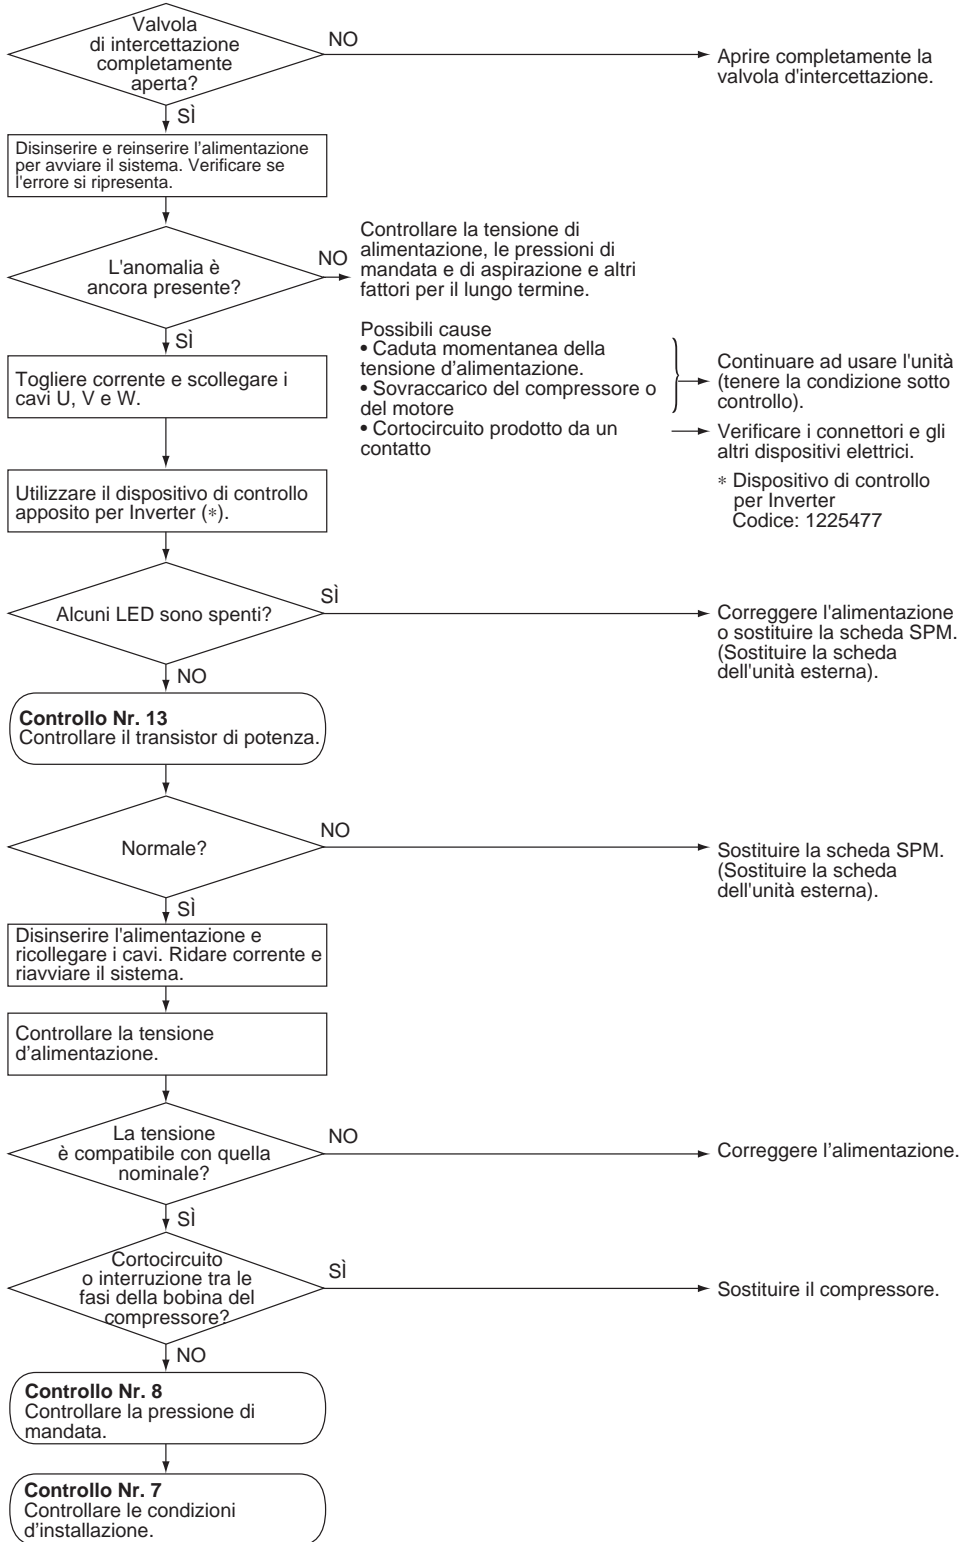 Valvola
di intercettazione
completamente
aperta?
NO
Aprire completamente la
valvola d'intercettazione.
SÌ
Disinserire e reinserire l'alimentazione
per avviare il sistema. Verificare se
l'errore si ripresenta.
L'anomalia è
ancora presente?
NO
Controllare la tensione di
alimentazione, le pressioni di
mandata e di aspirazione e altri
fattori per il lungo termine.
Possibili cause
• Caduta momentanea della
tensione d'alimentazione.
• Sovraccarico del compressore o
del motore
• Cortocircuito prodotto da un
contatto
Continuare ad usare l'unità
(tenere la condizione sotto
controllo).
Verificare i connettori e gli
altri dispositivi elettrici.
* Dispositivo di controllo
per Inverter
Codice: 1225477
SÌ
Togliere corrente e scollegare i
cavi U, V e W.
Utilizzare il dispositivo di controllo
apposito per Inverter (*).
Alcuni LED sono spenti?
SÌ
Correggere l'alimentazione
o sostituire la scheda SPM.
(Sostituire la scheda
dell'unità esterna).
NO
Controllo Nr. 13
Controllare il transistor di potenza.
Normale?
NO
Sostituire la scheda SPM.
(Sostituire la scheda
dell'unità esterna).
SÌ
Disinserire l'alimentazione e
ricollegare i cavi. Ridare corrente e
riavviare il sistema.
Controllare la tensione
d'alimentazione.
La tensione
è compatibile con quella
nominale?
NO
Correggere l'alimentazione.
SÌ
Cortocircuito
o interruzione tra le
fasi della bobina del
compressore?
SÌ
Sostituire il compressore.
NO
Controllo Nr. 8
Controllare la pressione di
mandata.
Controllo Nr. 7
Controllare le condizioni
d'installazione.